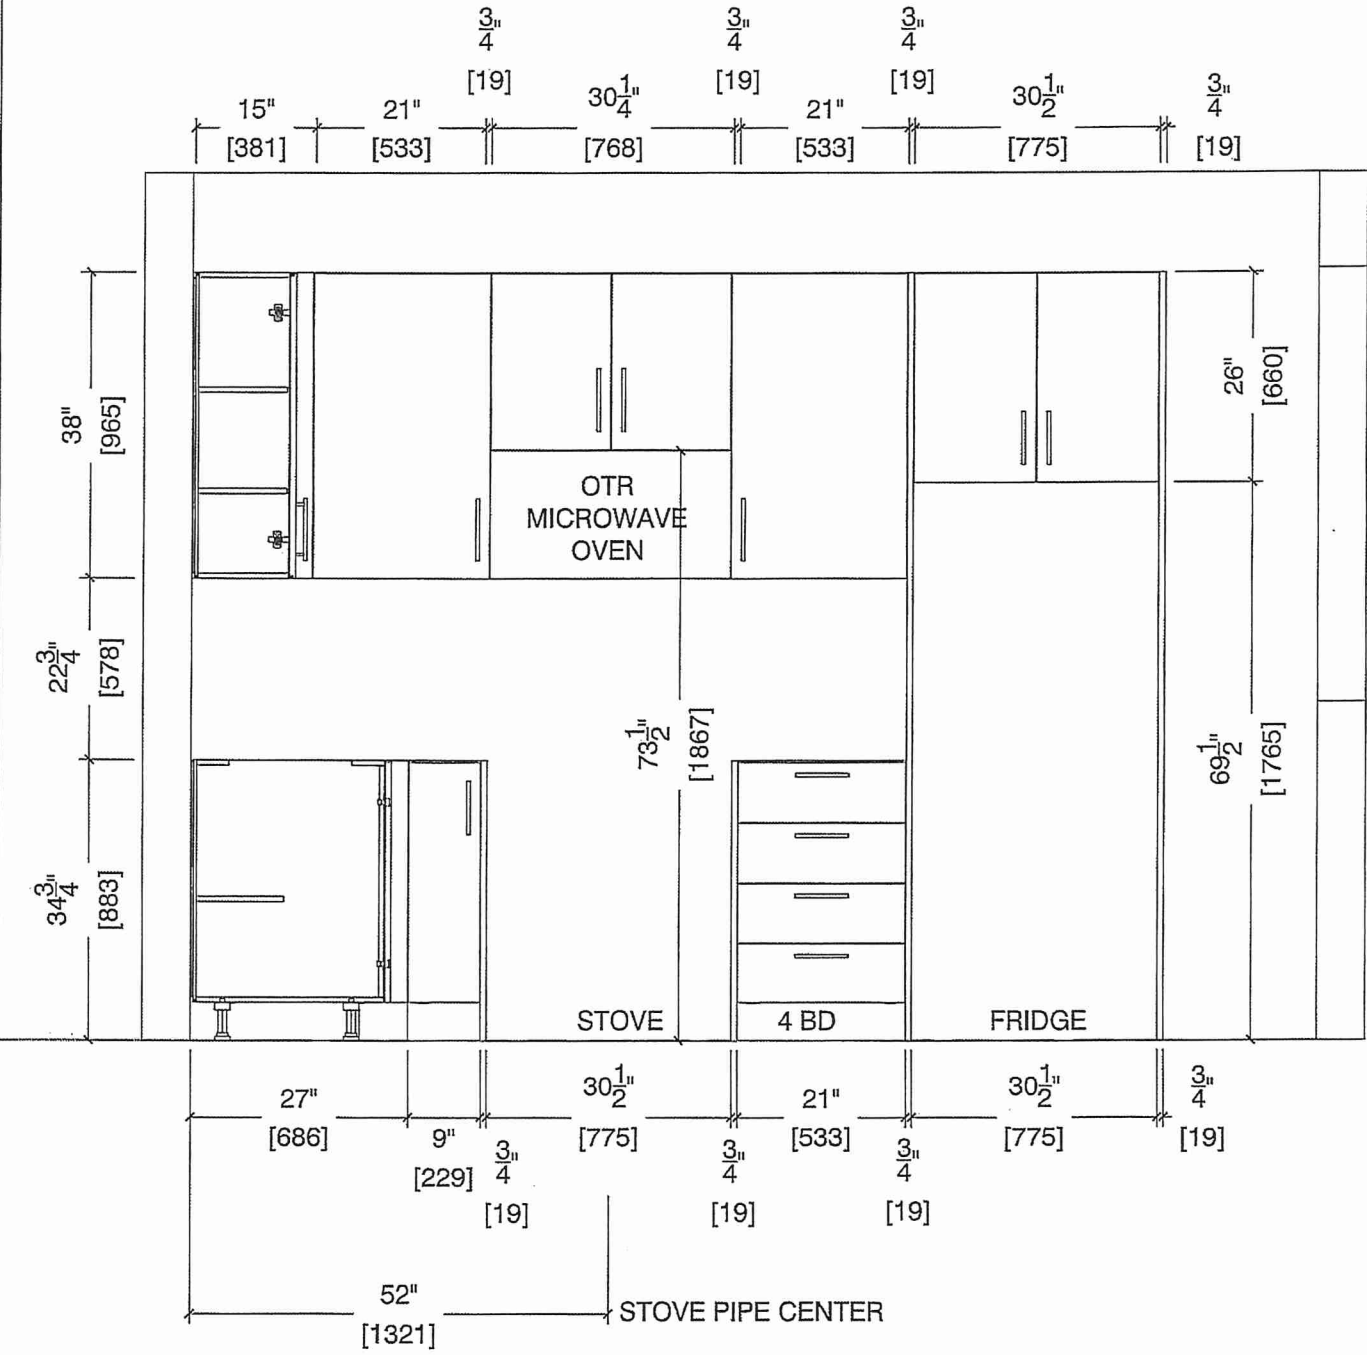 3/4" 3/4" 3/4"
[19] [19] [19]
15" 21" 30 1/4" 21" 30 1/2" 3/4"
[381] [533] [768] [533] [775] [19]
38"
[965]
26"
[660]
OTR
MICROWAVE
OVEN
22 3/4"
[578]
73 1/2"
[1867]
69 1/2"
[1765]
34 3/4"
[883]
STOVE 4 BD FRIDGE
27" 30 1/2" 21" 30 1/2" 3/4"
[686] 9" [775] [533] [775] [19]
[229] 3/4" 3/4" 3/4"
[19] [19] [19]
52"
[1321]
STOVE PIPE CENTER